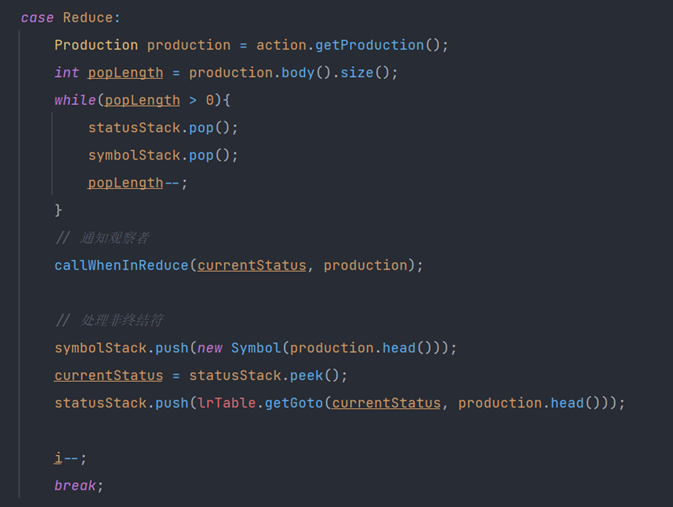 case Reduce:
Production production = action.getProduction();
int popLength = production.body().size();
while(popLength > 0){
statusStack.pop();
symbolStack.pop();
popLength--;
}
// 通知观察者
callWhenInReduce(currentStatus, production);
// 处理非终结符
symbolStack.push(new Symbol(production.head()));
currentStatus = statusStack.peek();
statusStack.push(lrTable.getGoto(currentStatus, production.head()));
i--;
break;